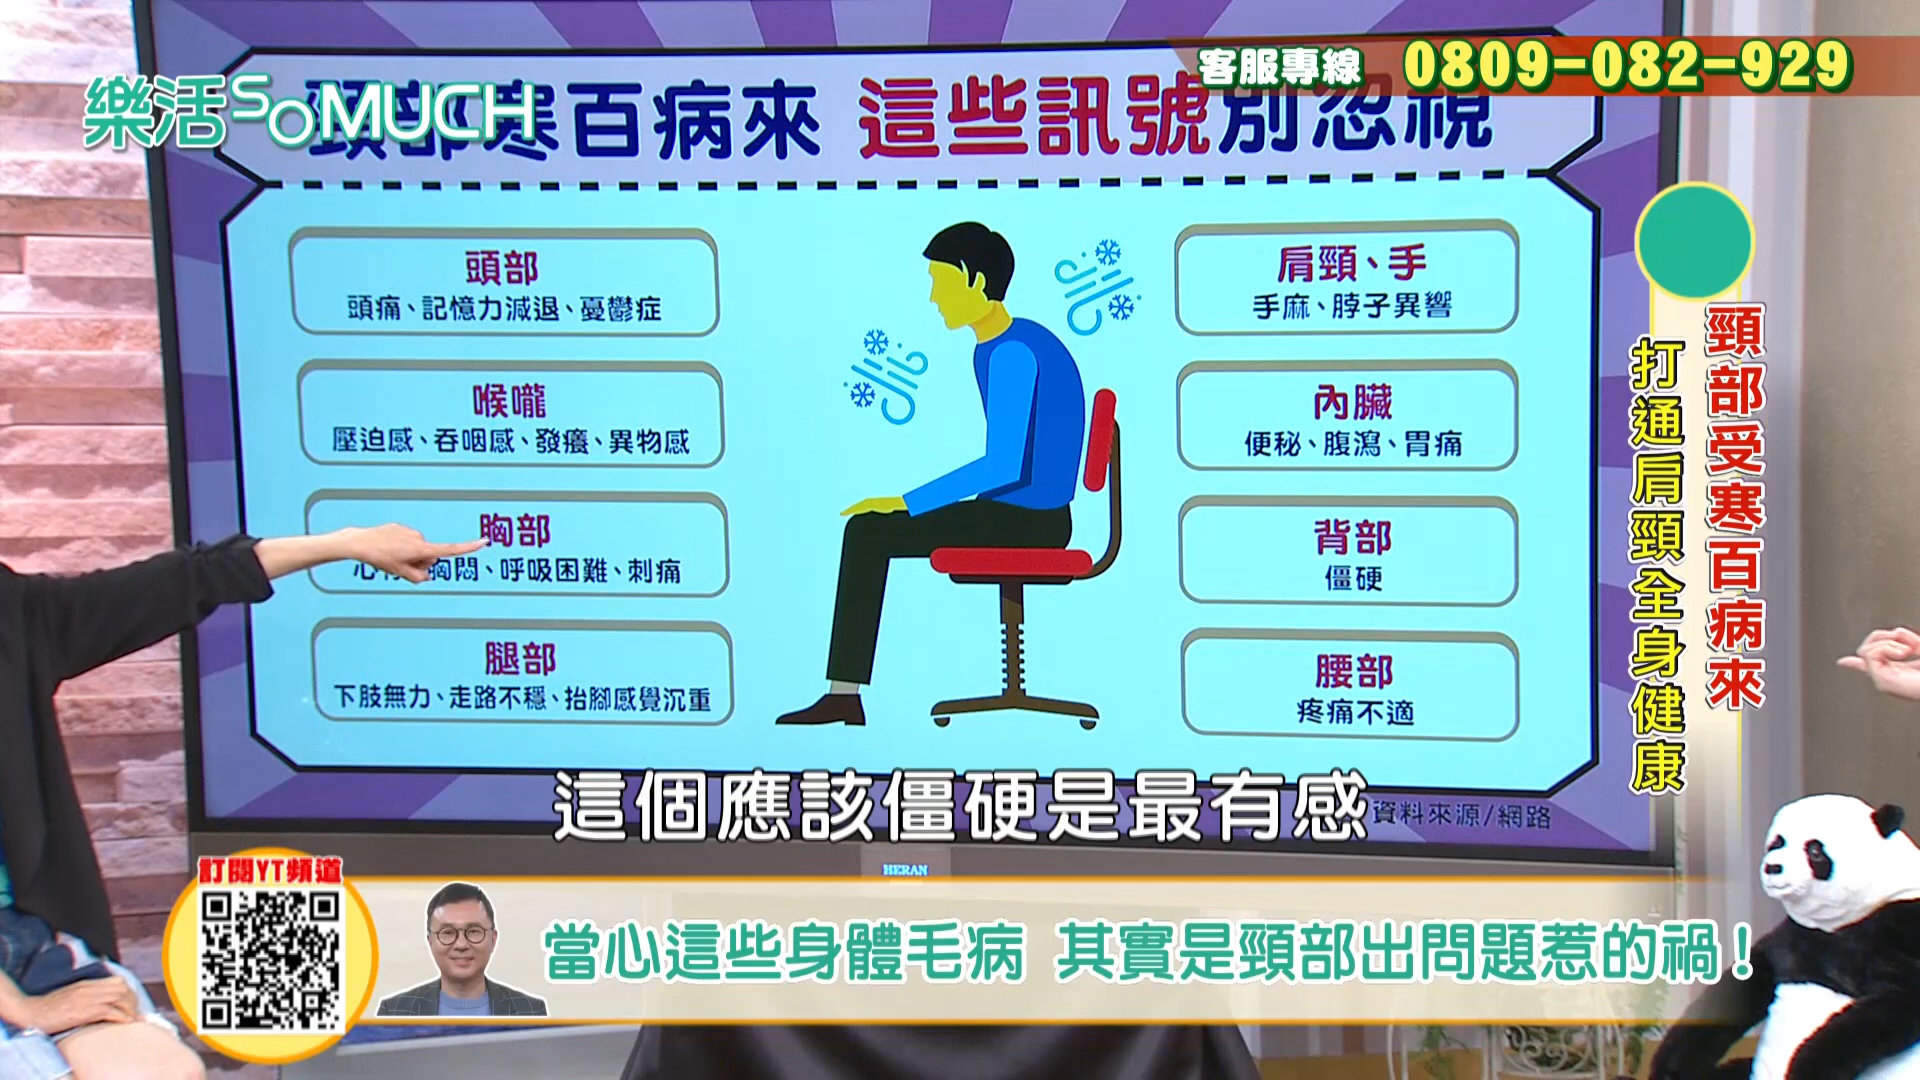 樂活SOMUCH
客服專線 0809-082-929
頸部寒百病來 這些訊號別忽視
頭部
頭痛、記憶力減退、憂鬱症
喉嚨
壓迫感、吞咽感、發癢、異物感
胸部
胸悶、呼吸困難、刺痛
腿部
下肢無力、走路不穩、抬腳感覺沉重
肩頸、手
手麻、脖子異響
內臟
便秘、腹瀉、胃痛
背部
僵硬
腰部
疼痛不適
資料來源/網路
頸部受寒百病來
打通肩頸全身健康
這個應該僵硬是最有感
HERAN
訂閱YT頻道
當心這些身體毛病 其實是頸部出問題惹的禍!